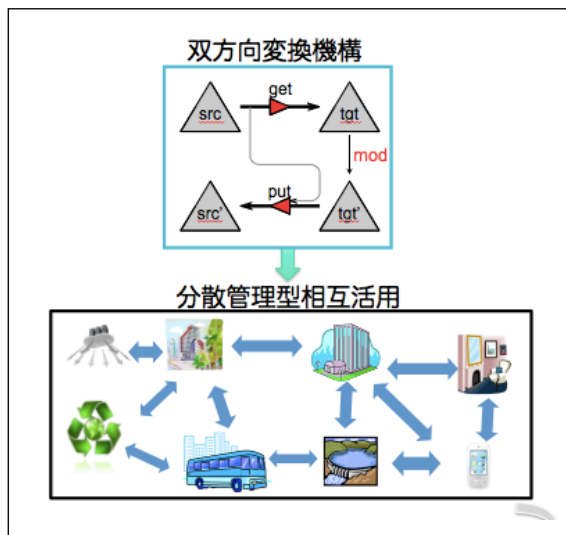 双方向変換機構
get
src
tgt
mod
put
src'
tgt'
分散管理型相互活用